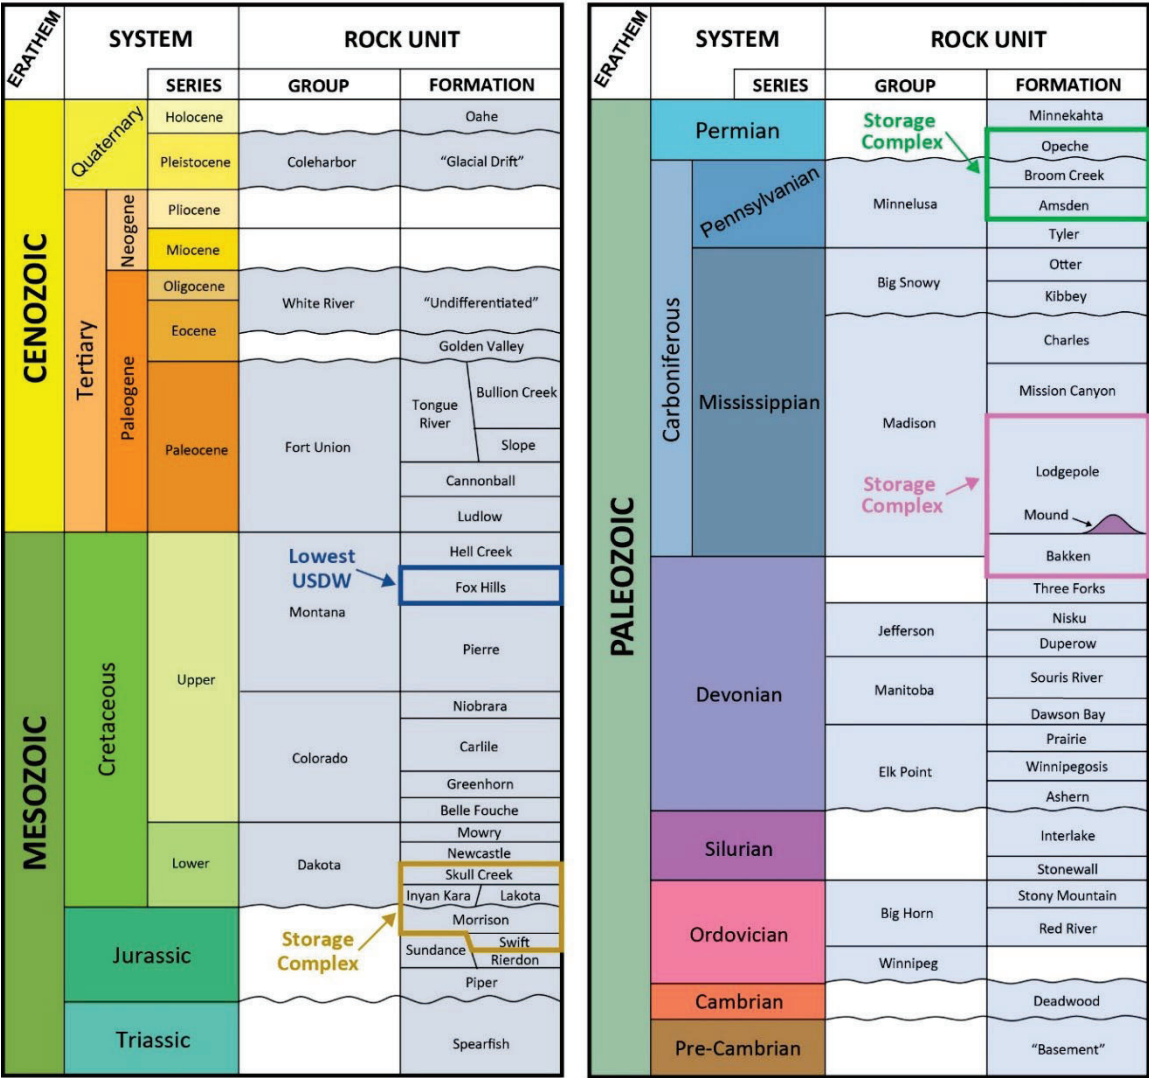 ERATHEM
SYSTEM
ROCK UNIT
SERIES
GROUP
FORMATION
CENOZOIC
Quaternary
Holocene
Oahe
Pleistocene
Coleharbor
“Glacial Drift”
Tertiary
Neogene
Pliocene
Miocene
Paleogene
Oligocene
White River
“Undifferentiated”
Eocene
Golden Valley
Paleocene
Fort Union
Tongue
River
Bullion Creek
Slope
Cannonball
Ludlow
MESOZOIC
Cretaceous
Upper
Montana
Hell Creek
Lowest
USDW
Fox Hills
Pierre
Colorado
Niobrara
Carlile
Greenhorn
Belle Fouche
Lower
Dakota
Mowry
Newcastle
Skull Creek
Inyan Kara
Lakota
Jurassic
Storage
Complex
Morrison
Sundance
Swift
Rierdon
Piper
Triassic
Spearfish
ERATHEM
SYSTEM
ROCK UNIT
SERIES
GROUP
FORMATION
PALEOZOIC
Permian
Storage
Complex
Minnekahta
Opeche
Carboniferous
Pennsylvanian
Minnelusa
Broom Creek
Amsden
Tyler
Mississippian
Big Snowy
Otter
Kibbey
Madison
Charles
Mission Canyon
Storage
Complex
Lodgepole
Mound
Bakken
Devonian
Three Forks
Jefferson
Nisku
Duperow
Manitoba
Souris River
Dawson Bay
Elk Point
Prairie
Winnipegosis
Ashern
Silurian
Interlake
Stonewall
Ordovician
Big Horn
Stony Mountain
Red River
Winnipeg
Cambrian
Deadwood
Pre-Cambrian
“Basement”